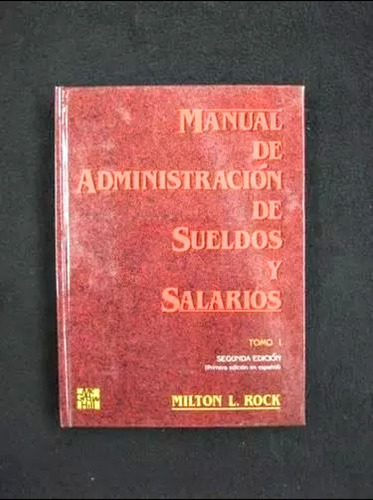 MANUAL
DE
ADMINISTRACIÓN
DE
SUELDOS
Y
SALARIOS
TOMO I
SEGUNDA EDICIÓN
(Primera edición en español)
MILTON L. ROCK